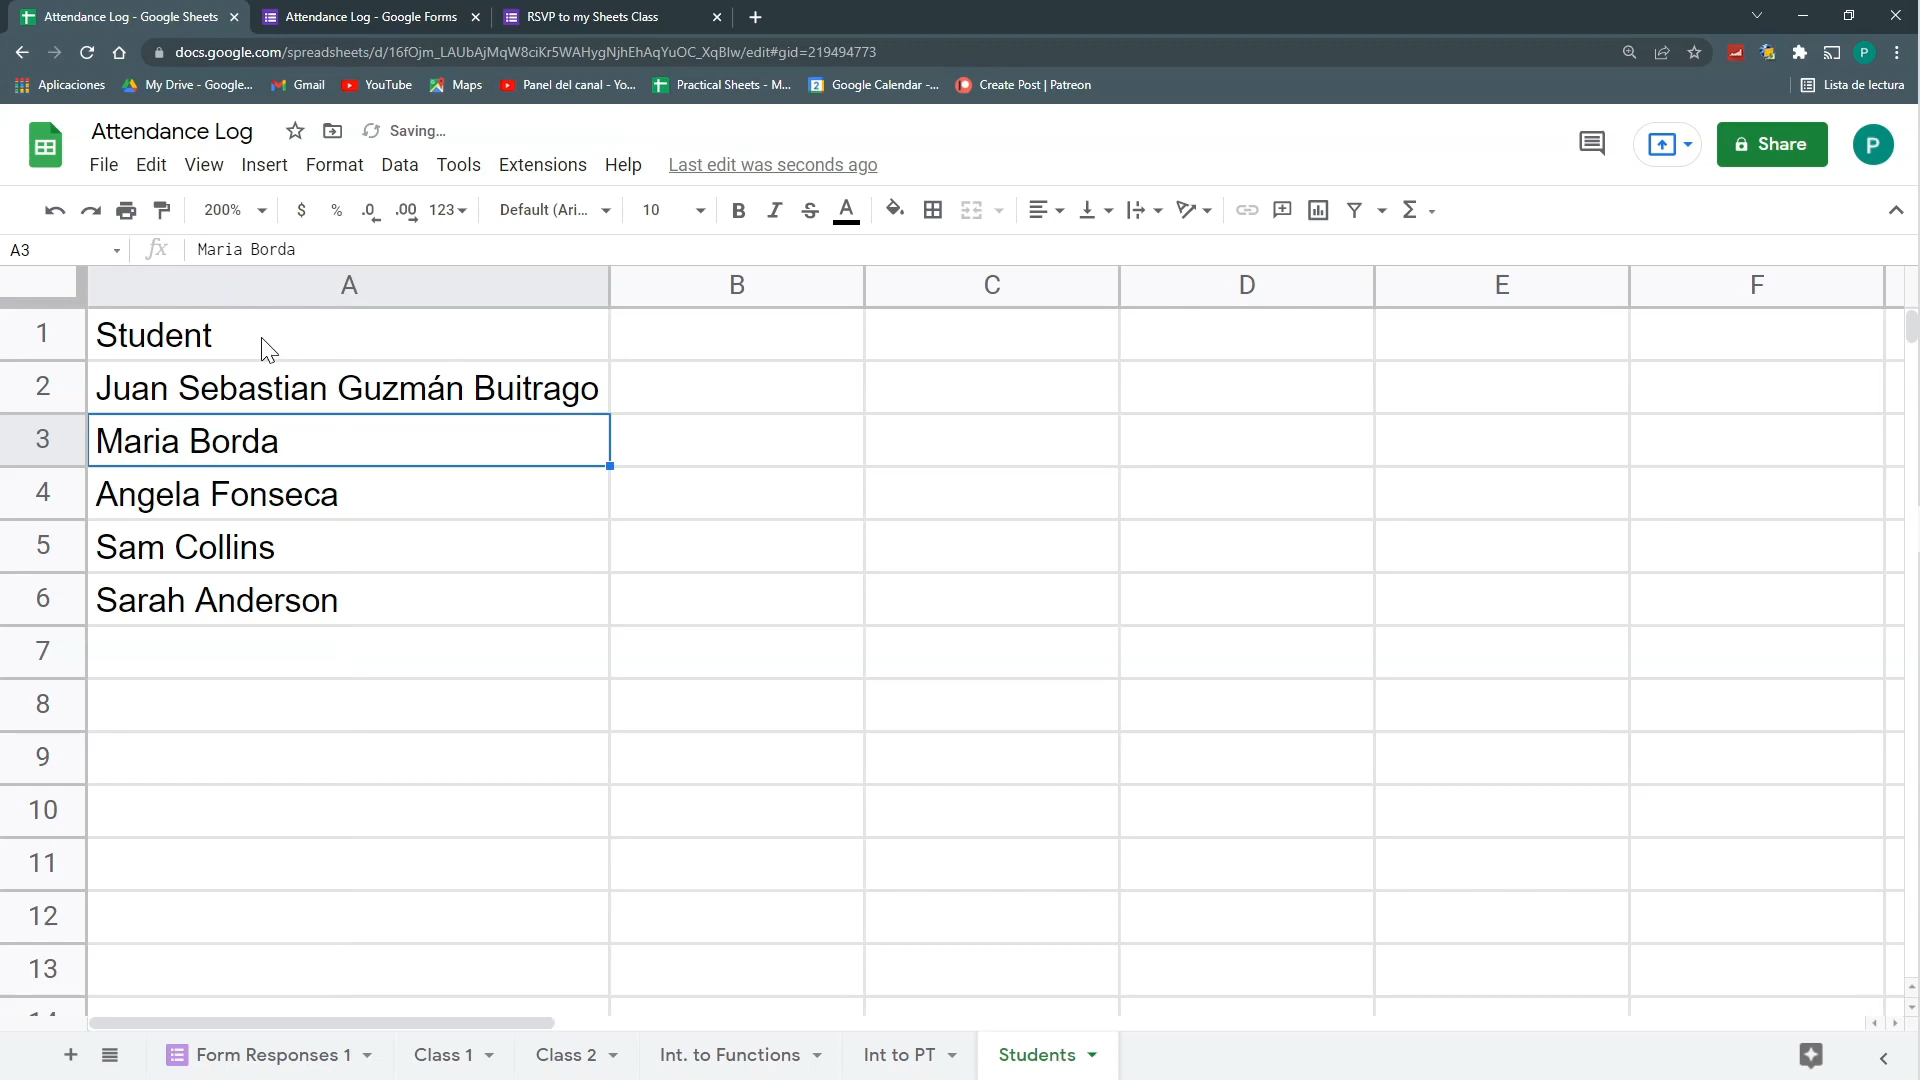 Attendance Log - Google Sheets
Attendance Log - Google Forms
RSVP to my Sheets Class
docs.google.com/spreadsheets/d/16fOjm_LAUbAjMqW8ciKr5WAHygNjhEhAqYuOC_XqBlw/edit#gid=219494773
P
Aplicaciones
My Drive - Google...
Gmail
YouTube
Maps
Panel del canal - Yo...
Practical Sheets - M...
2
Google Calendar -...
Create Post | Patreon
Lista de lectura
Attendance Log
Saving...
Share
P
File Edit View Insert Format Data Tools Extensions Help Last edit was seconds ago
200% $ % .0 .00 123 Default (Ari... 10 B I S A Σ
A3 fx Maria Borda
A B C D E F
1 Student
2 Juan Sebastian Guzmán Buitrago
3 Maria Borda
4 Angela Fonseca
5 Sam Collins
6 Sarah Anderson
7
8
9
10
11
12
13
+ Form Responses 1 Class 1 Class 2 Int. to Functions Int to PT Students